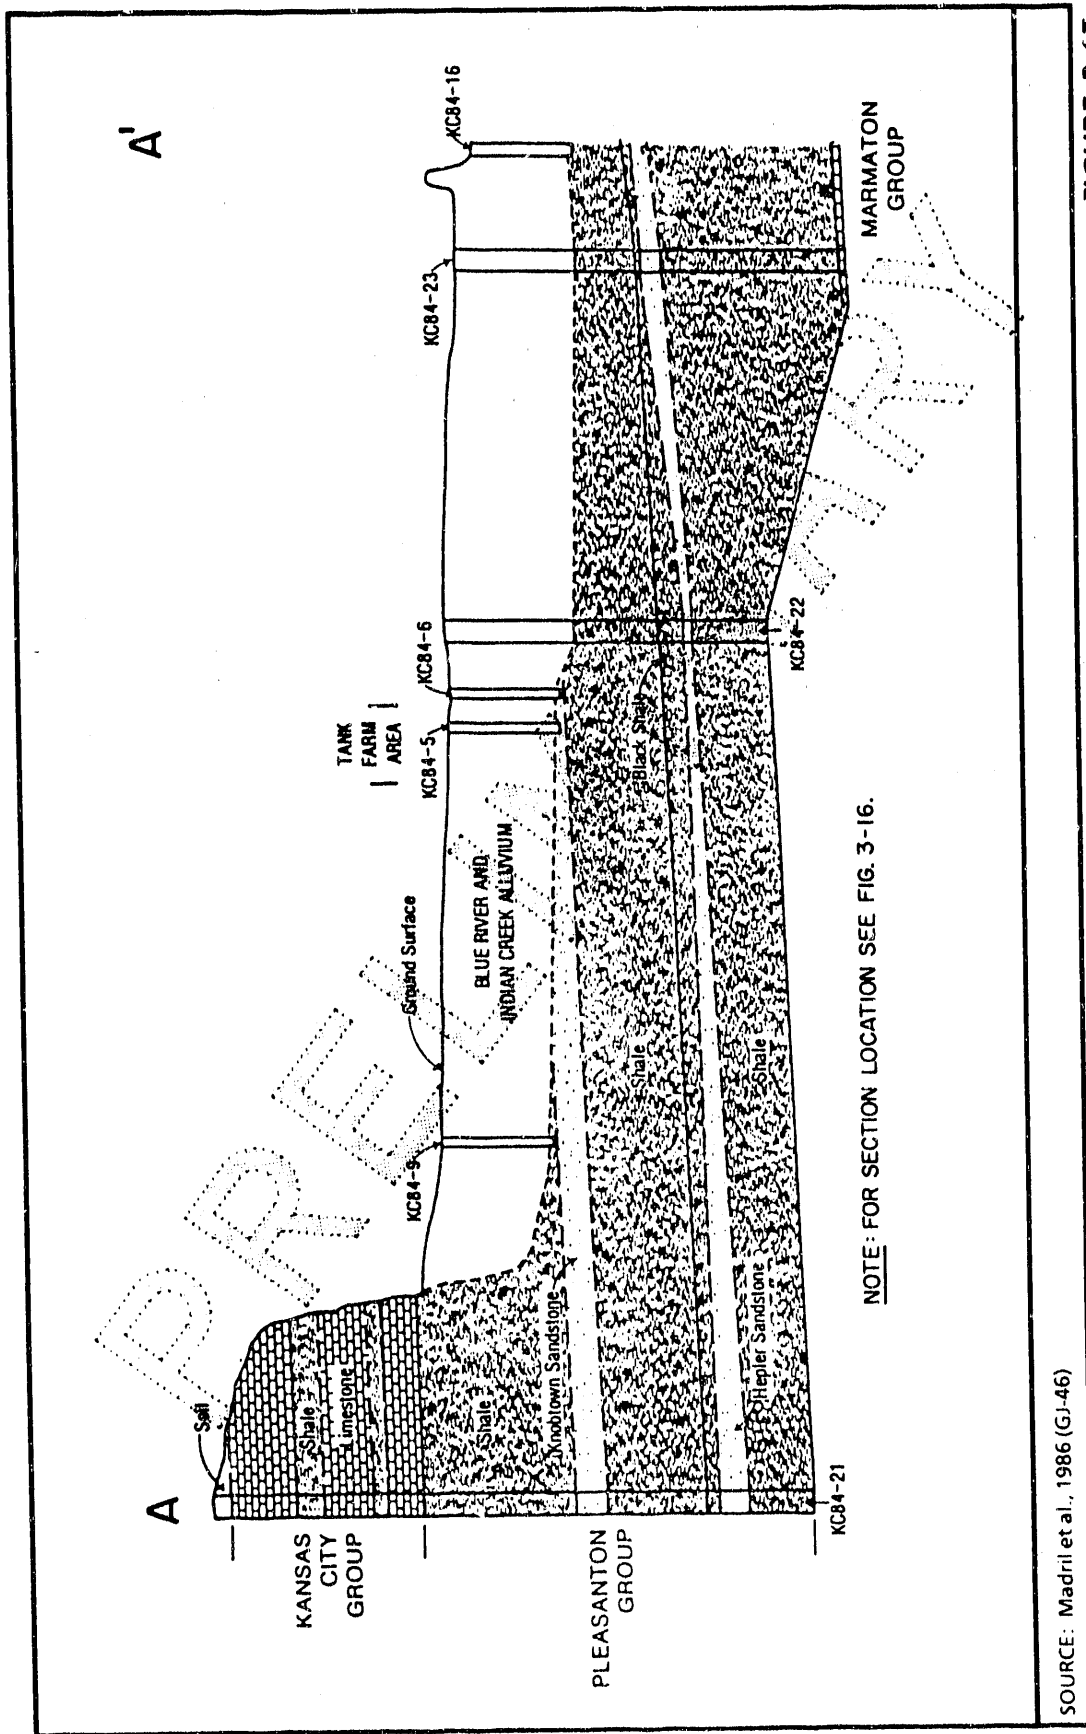 A
A'
Soil
KANSAS
CITY
GROUP
Shale
Limestone
PLEASANTON
GROUP
Shale
Knobtown Sandstone
Hepler Sandstone
KC84-21
KC84-9
Ground Surface
BLUE RIVER AND
INDIAN CREEK ALLUVIUM
Shale
Shale
TANK
FARM
AREA
KC84-5
KC84-6
Black Shale
KC84-22
KC84-23
KC84-16
MARMATON
GROUP
NOTE: FOR SECTION LOCATION SEE FIG. 3-16.
SOURCE: Madril et al., 1986 (GJ-46)